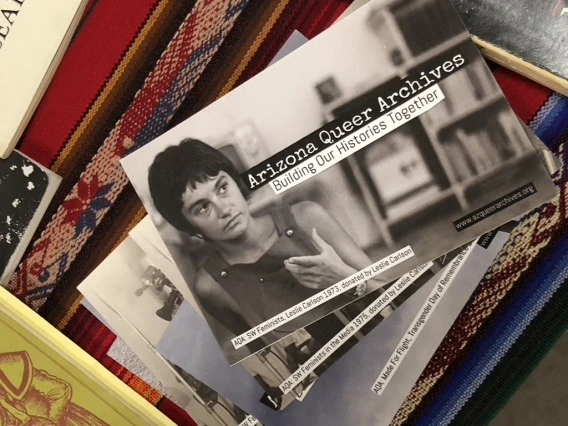 Arizona Queer Archives
Building Our Histories Together
www.azqueerarchives.org
AQA: SW Feminists, Leslie Carlson 1973, donated by Leslie Carlson
AQA: SW Feminists in the Media 1975, donated by Leslie Carlson
AQA: Made For Flight, Transgender Day of Remembrance
www